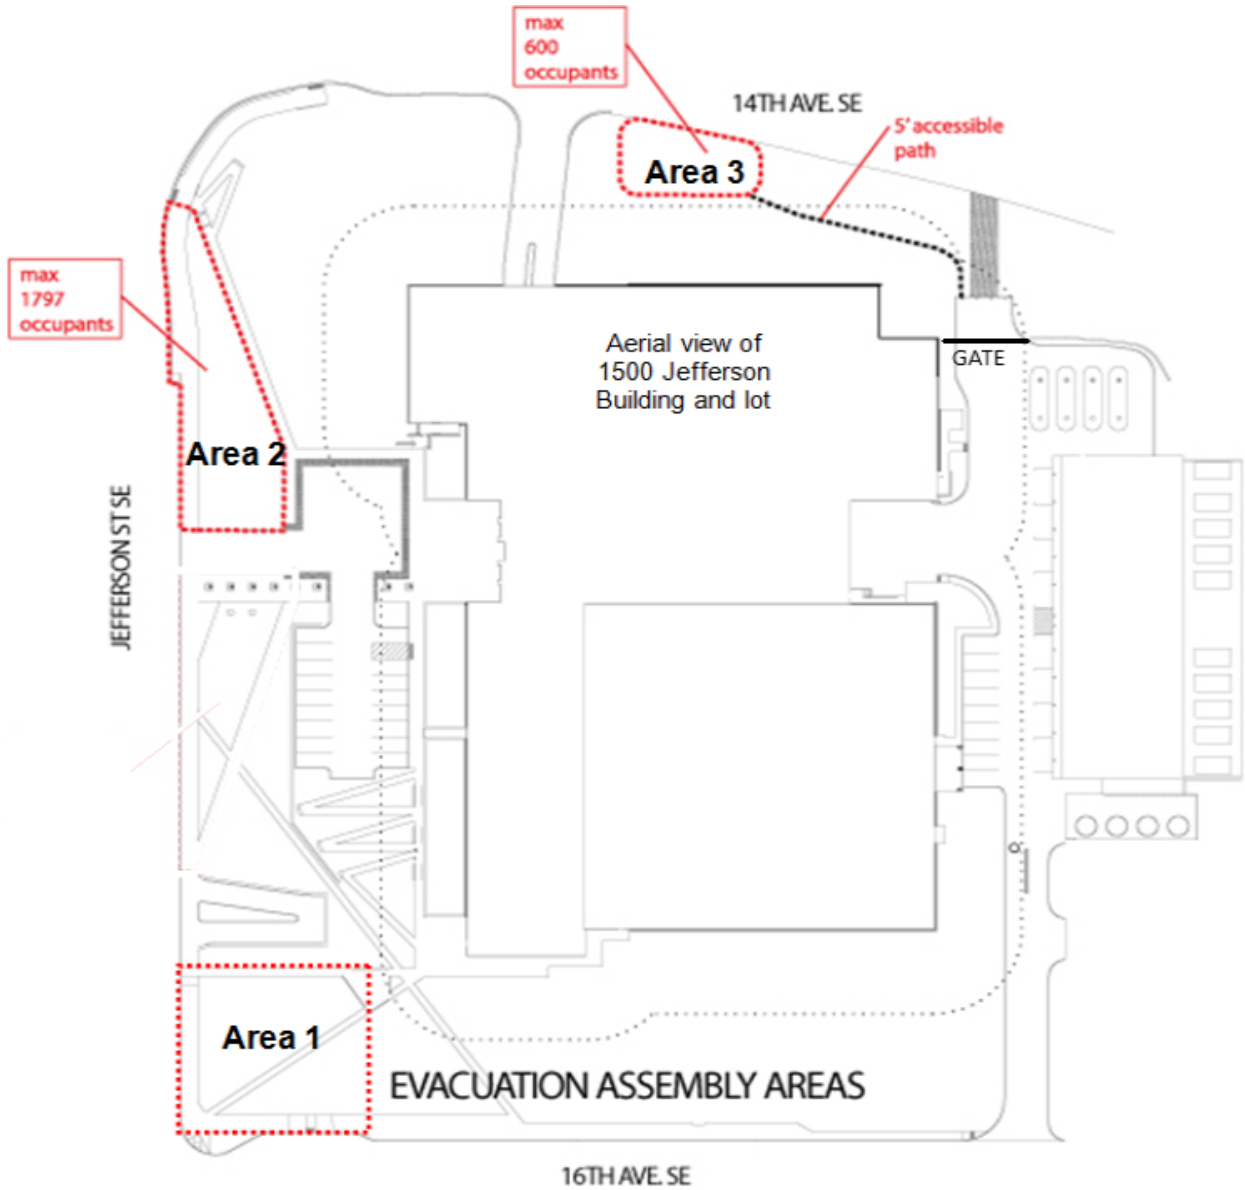 max
600
occupants
14TH AVE. SE
5' accessible
path
Area 3
max
1797
occupants
Aerial view of
1500 Jefferson
Building and lot
GATE
Area 2
JEFFERSON ST SE
Area 1
EVACUATION ASSEMBLY AREAS
16TH AVE. SE